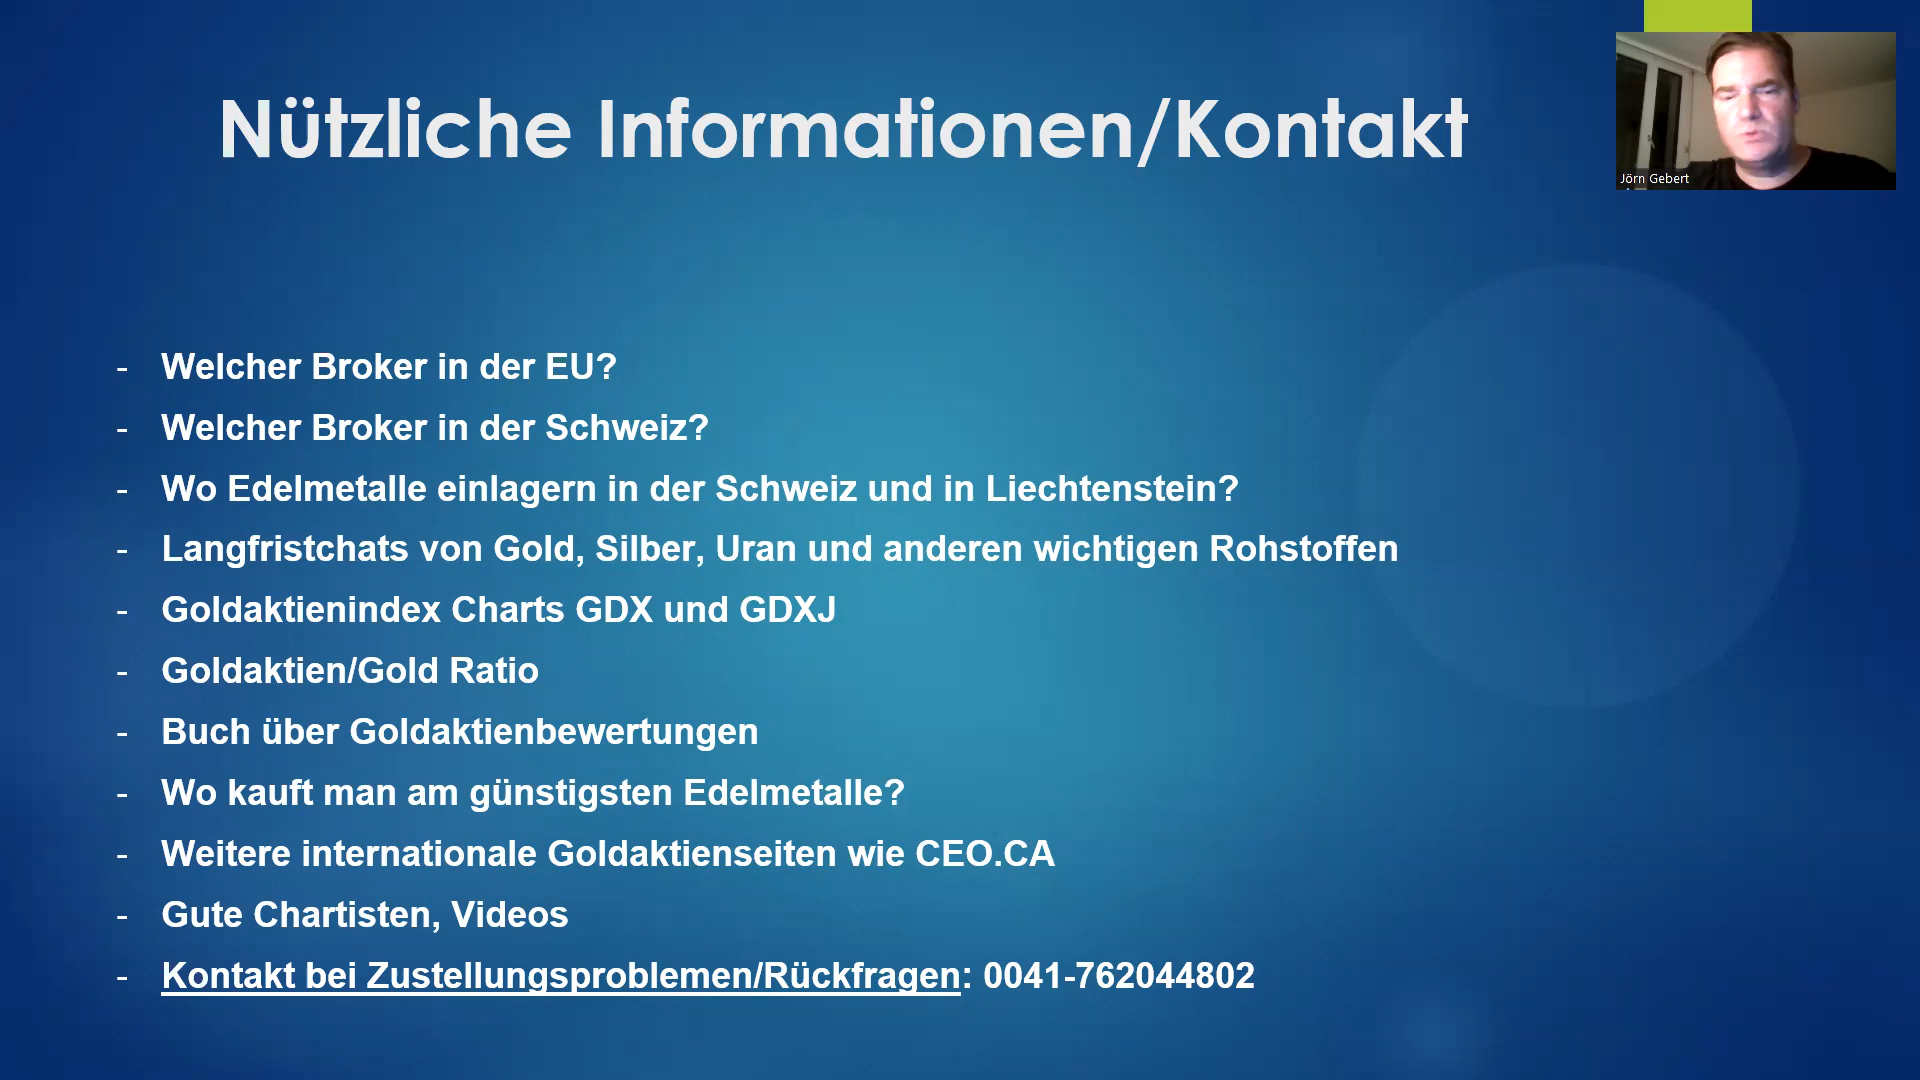 Nützliche Informationen/Kontakt
Jörn Gebert
- Welcher Broker in der EU?
- Welcher Broker in der Schweiz?
- Wo Edelmetalle einlagern in der Schweiz und in Liechtenstein?
- Langfristchats von Gold, Silber, Uran und anderen wichtigen Rohstoffen
- Goldaktienindex Charts GDX und GDXJ
- Goldaktien/Gold Ratio
- Buch über Goldaktienbewertungen
- Wo kauft man am günstigsten Edelmetalle?
- Weitere internationale Goldaktienseiten wie CEO.CA
- Gute Chartisten, Videos
- Kontakt bei Zustellungsproblemen/Rückfragen: 0041-762044802